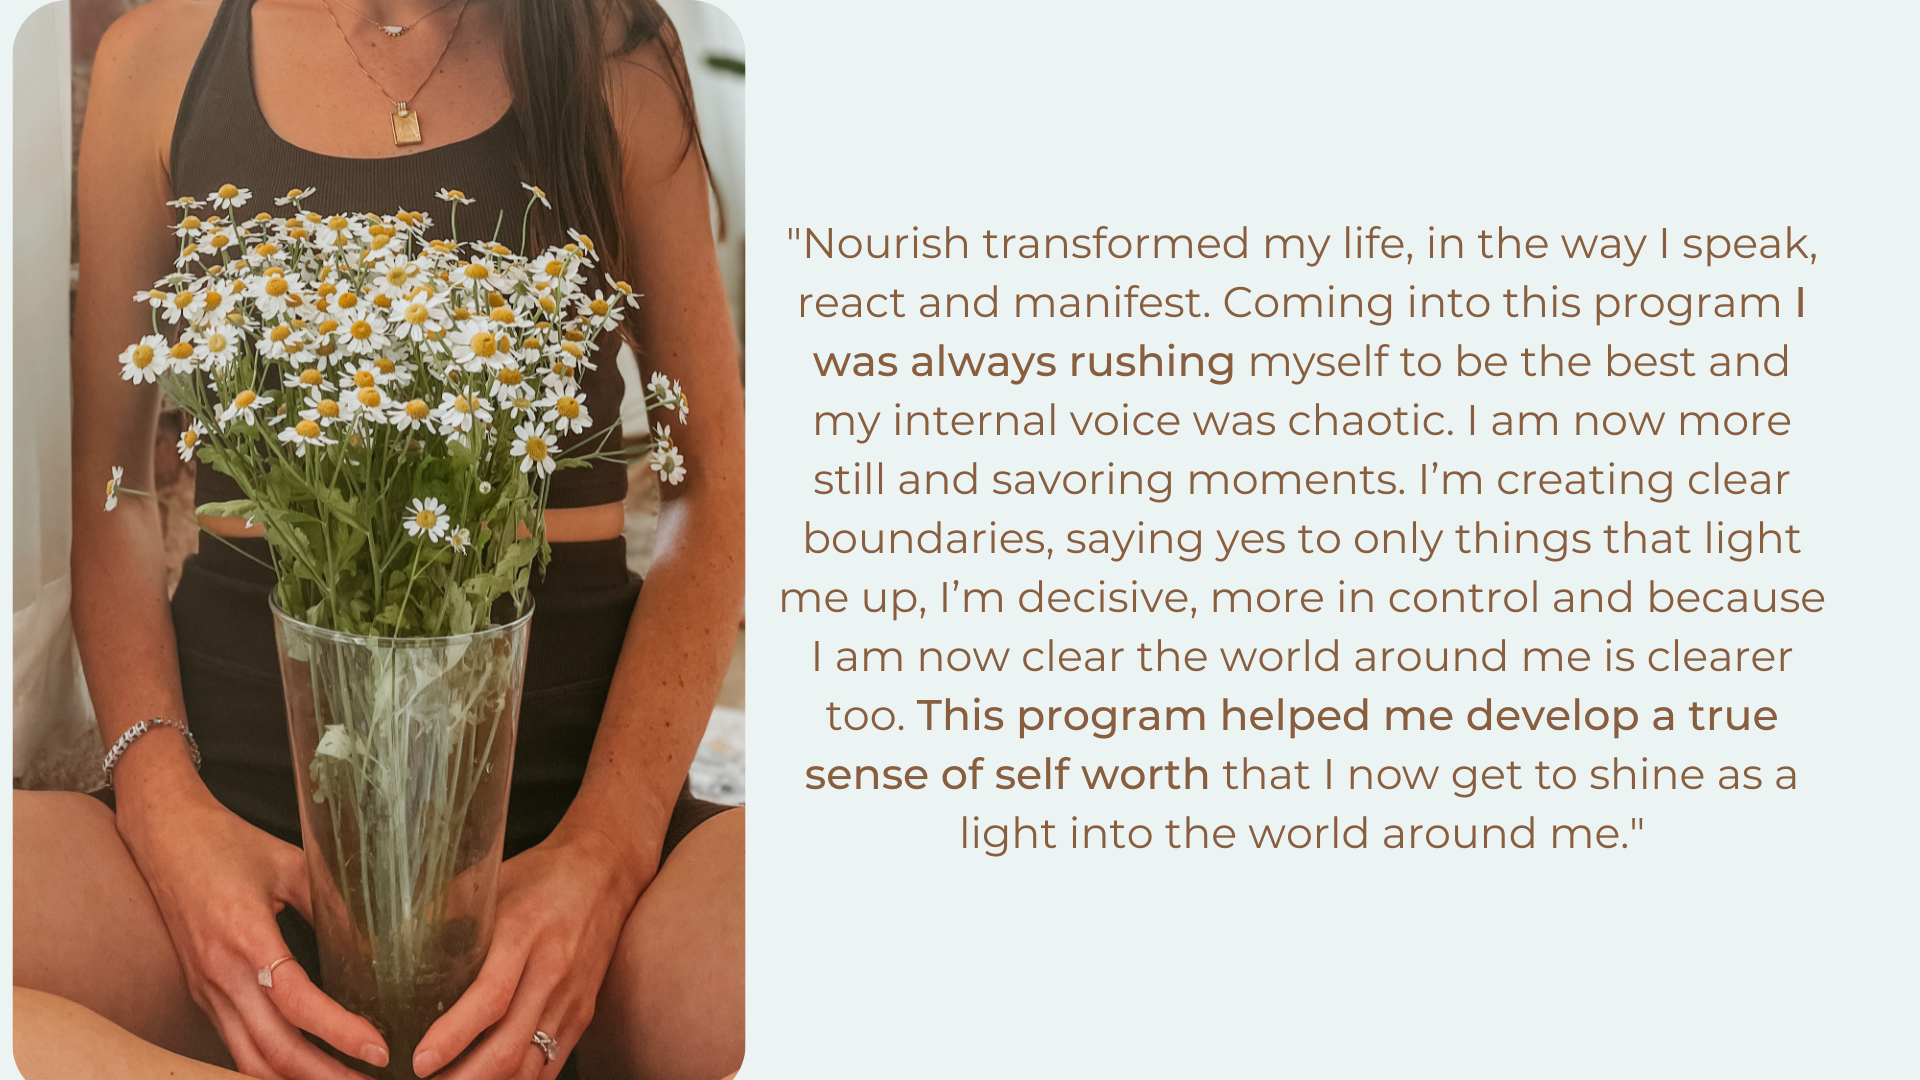 "Nourish transformed my life, in the way I speak,
react and manifest. Coming into this program I
was always rushing myself to be the best and
my internal voice was chaotic. I am now more
still and savoring moments. I’m creating clear
boundaries, saying yes to only things that light
me up, I’m decisive, more in control and because
I am now clear the world around me is clearer
too. This program helped me develop a true
sense of self worth that I now get to shine as a
light into the world around me."